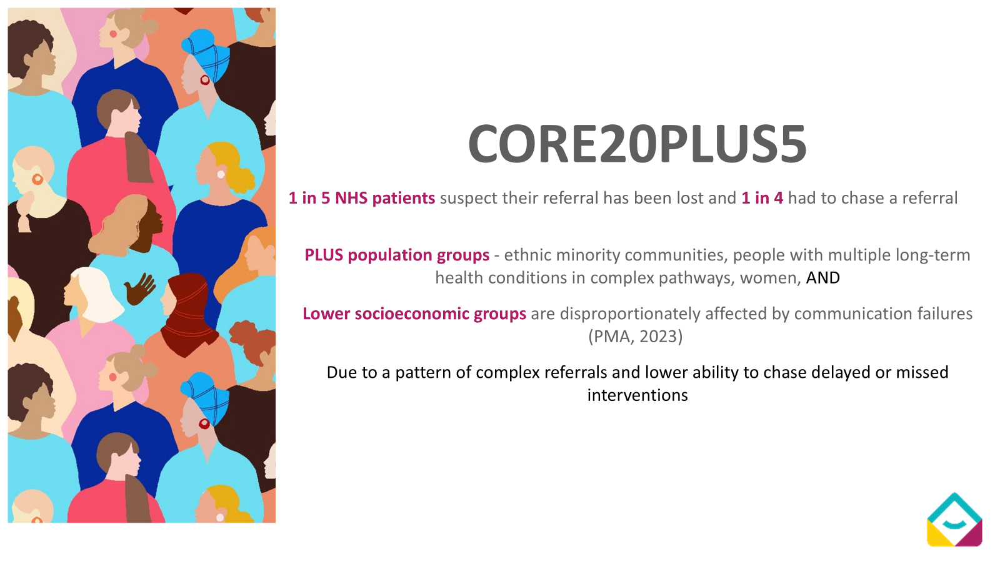 CORE20PLUS5
1 in 5 NHS patients suspect their referral has been lost and 1 in 4 had to chase a referral
PLUS population groups - ethnic minority communities, people with multiple long-term
health conditions in complex pathways, women, AND
Lower socioeconomic groups are disproportionately affected by communication failures
(PMA, 2023)
Due to a pattern of complex referrals and lower ability to chase delayed or missed
interventions